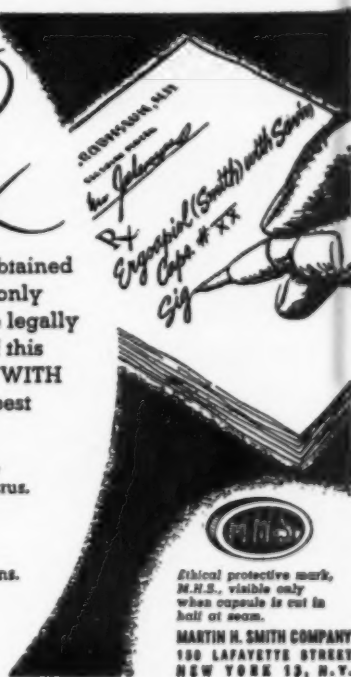 Mr Johnson
Rx
Ergoapiol (Smith) with Savin
Caps. # XX
Sig
btained
only
legally
this
WITH
best
rus.
ns.
M H S
Ethical protective mark,
M.H.S., visible only
when capsule is cut in
half at seam.
MARTIN H. SMITH COMPANY
150 LAFAYETTE STREET
NEW YORK 13, N.Y.